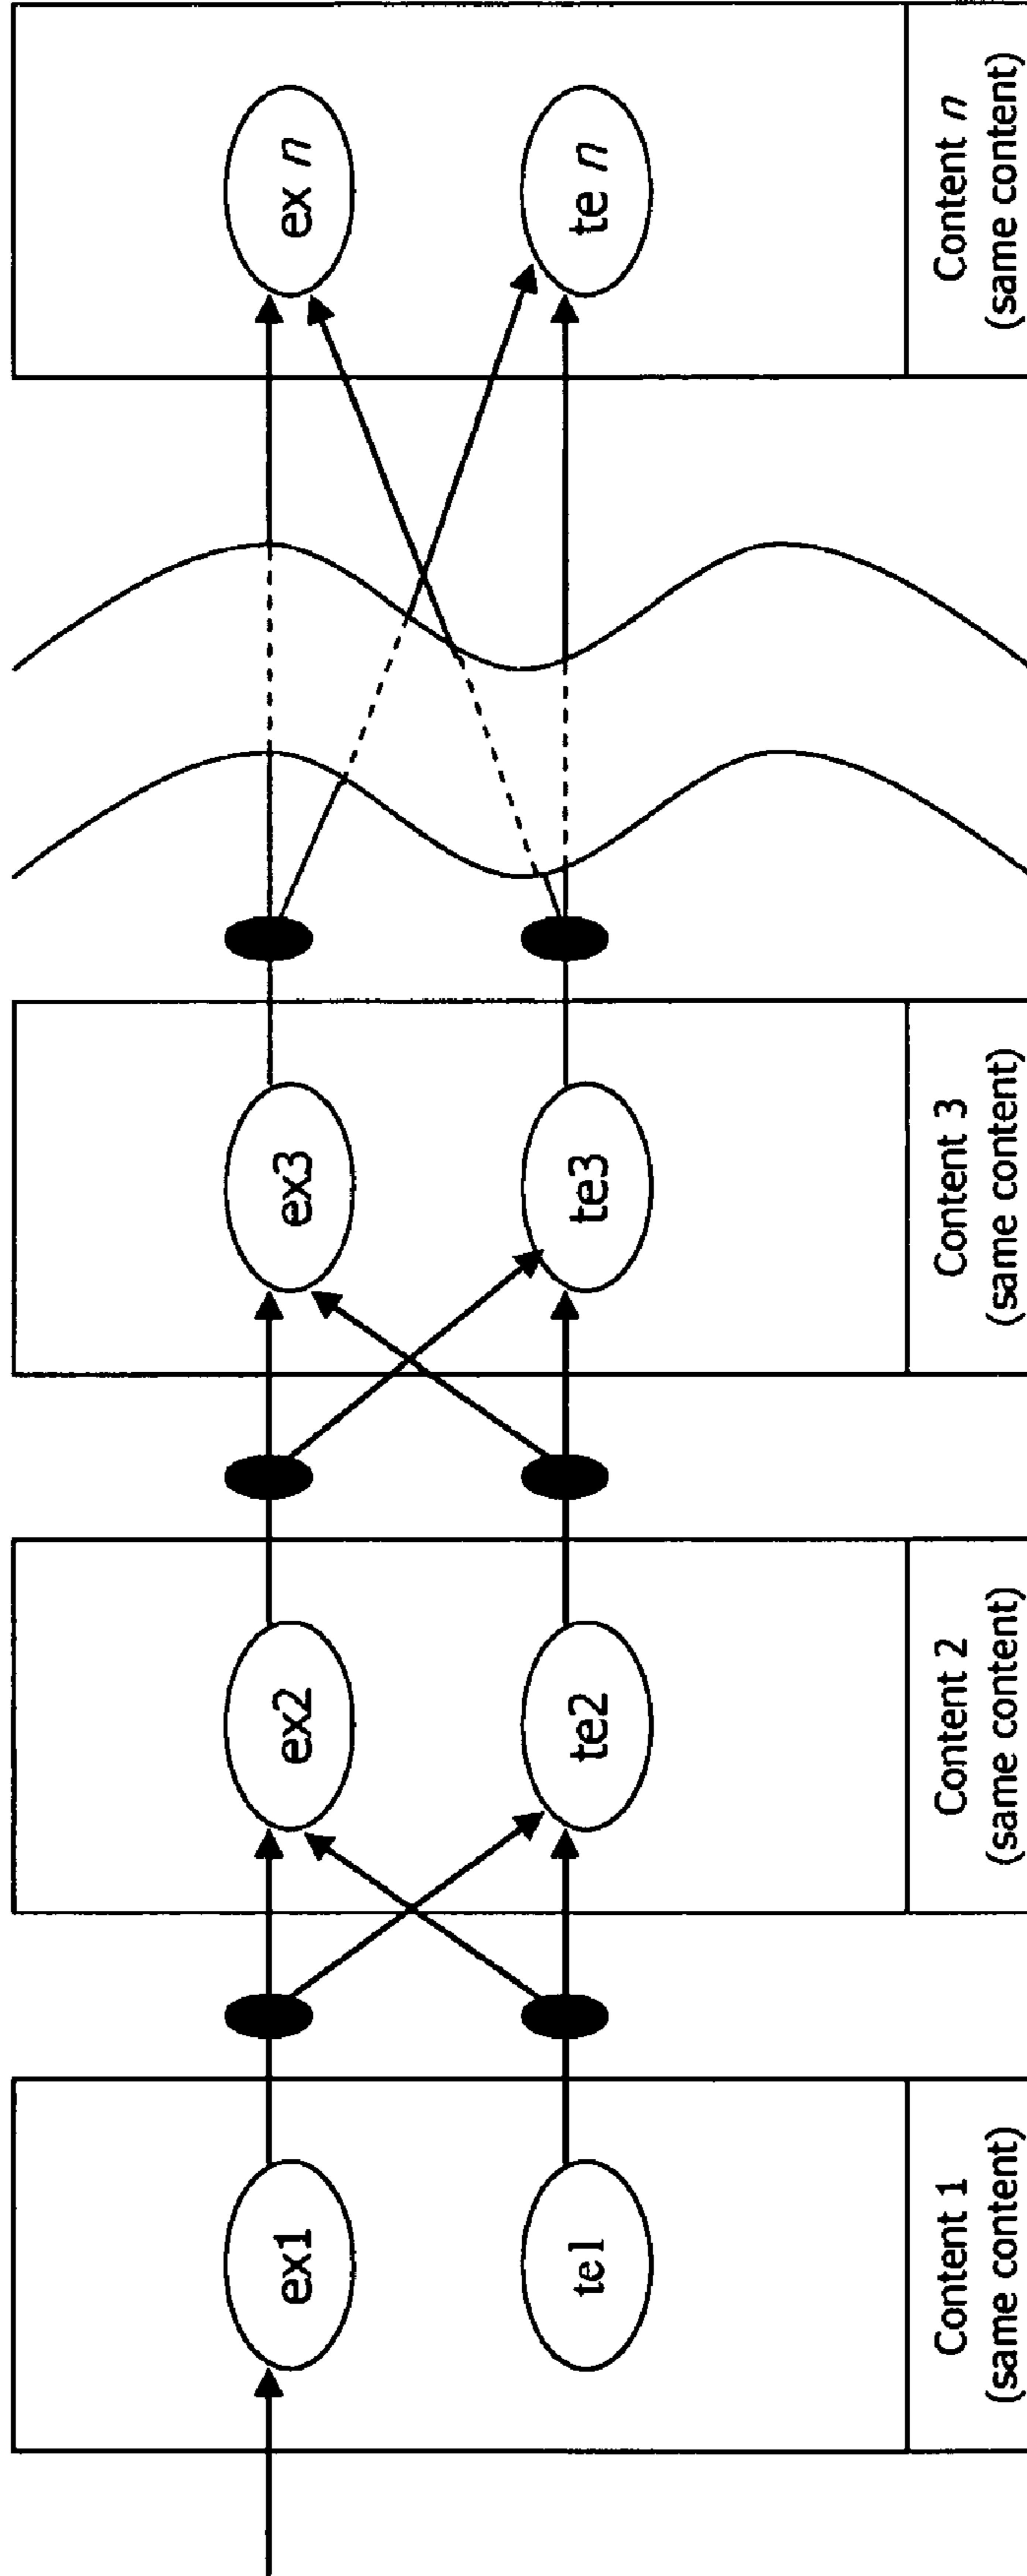 ex1
te1
Content 1
(same content)
ex2
te2
Content 2
(same content)
ex3
te3
Content 3
(same content)
ex n
te n
Content n
(same content)